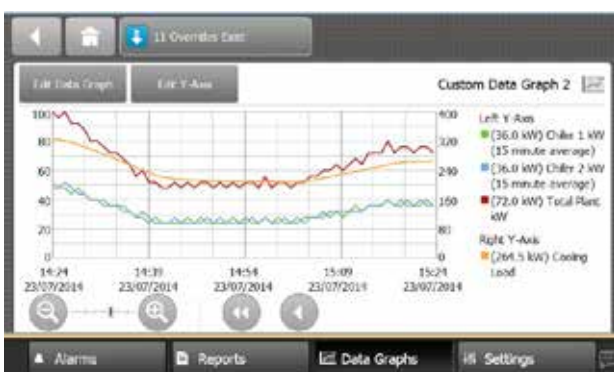 11 Overrides Exist
Edit Data Graph
Edit Y-Axis
Custom Data Graph 2
100
80
60
40
20
0
400
320
240
160
80
0
14:24
23/07/2014
14:39
23/07/2014
14:54
23/07/2014
15:09
23/07/2014
15:24
23/07/2014
Left Y-Axis
(36.0 kW) Chiller 1 kW
(15 minute average)
(36.0 kW) Chiller 2 kW
(15 minute average)
(72.0 kW) Total Plant
kW
Right Y-Axis
(264.5 kW) Cooling
Load
Alarms
Reports
Data Graphs
Settings